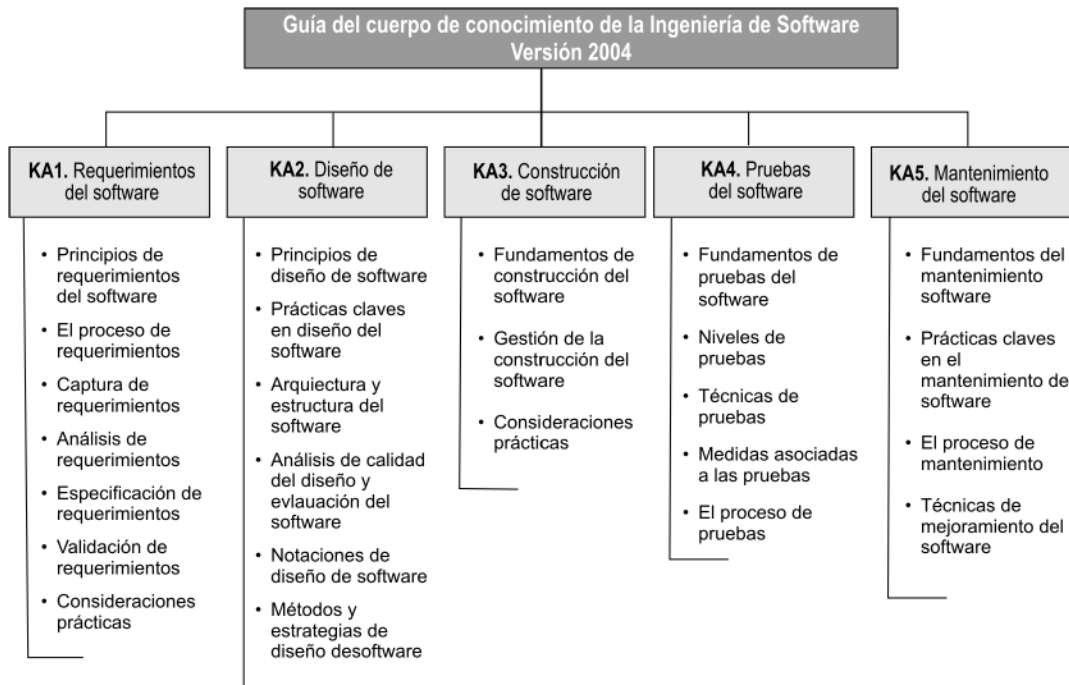 Guía del cuerpo de conocimiento de la Ingeniería de Software
Versión 2004
KA1. Requerimientos
del software
• Principios de
requerimientos
del software
• El proceso de
requerimientos
• Captura de
requerimientos
• Análisis de
requerimientos
• Especificación de
requerimientos
• Validación de
requerimientos
• Consideraciones
prácticas
KA2. Diseño de
software
• Principios de
diseño de software
• Prácticas claves
en diseño del
software
• Arquiectura y
estructura del
software
• Análisis de calidad
del diseño y
evlauación del
software
• Notaciones de
diseño de software
• Métodos y
estrategias de
diseño desoftware
KA3. Construcción
de software
• Fundamentos de
construcción del
software
• Gestión de la
construcción del
software
• Consideraciones
prácticas
KA4. Pruebas
del software
• Fundamentos de
pruebas del
software
• Niveles de
pruebas
• Técnicas de
pruebas
• Medidas asociadas
a las pruebas
• El proceso de
pruebas
KA5. Mantenimiento
del software
• Fundamentos del
mantenimiento
software
• Prácticas claves
en el
mantenimiento de
software
• El proceso de
mantenimiento
• Técnicas de
mejoramiento del
software